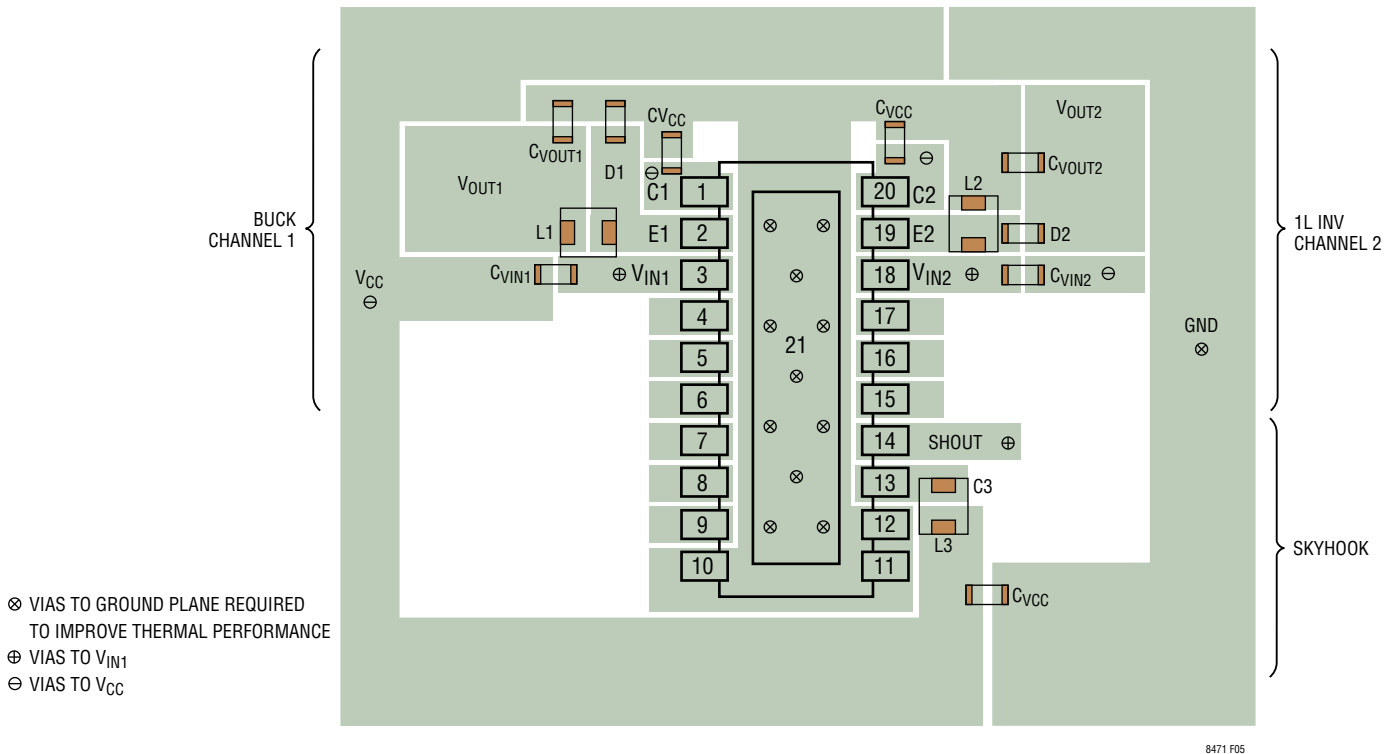 BUCK
CHANNEL 1
1L INV
CHANNEL 2
SKYHOOK
CVOUT1
D1
CVCC
CVCC
VOUT2
CVOUT2
VOUT1
C1
1
20
C2
L2
L1
E1
2
19
E2
D2
VCC
CVIN1
VIN1
3
18
VIN2
CVIN2
4
17
GND
5
21
16
6
15
7
14
SHOUT
8
13
C3
9
12
L3
10
11
CVCC
⊗ VIAS TO GROUND PLANE REQUIRED
TO IMPROVE THERMAL PERFORMANCE
⊕ VIAS TO VIN1
⊖ VIAS TO VCC
8471 F05